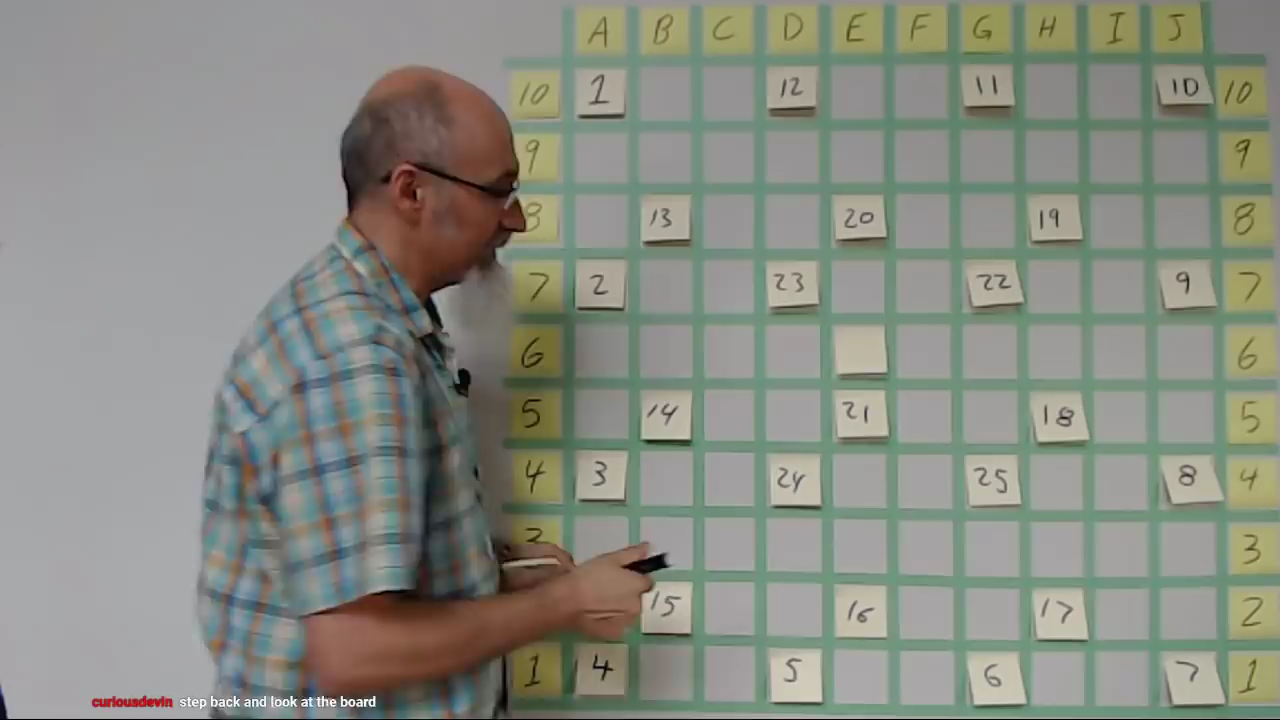 A B C D E F G H I J
10 1 12 11 10 10
9 9
8 13 20 19 8
7 2 23 22 9 7
6 6
5 14 21 18 5
4 3 24 25 8 4
3 3
15 16 17 2
1 4 5 6 7 1
curiousdevin step back and look at the board